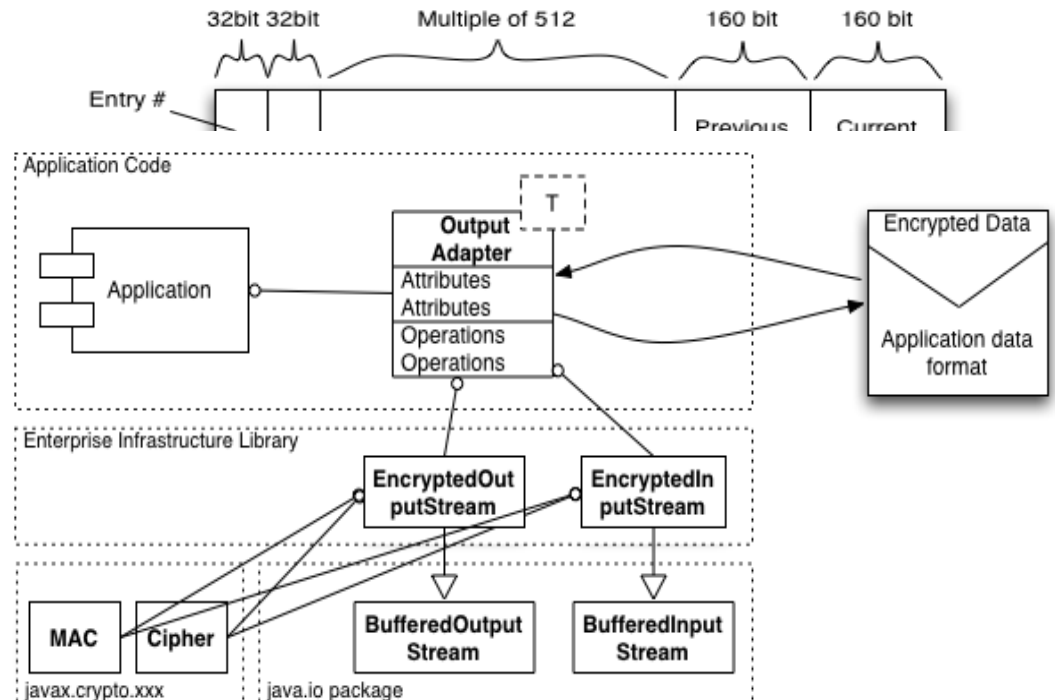 32bit 32bit Multiple of 512 160 bit 160 bit
Entry #
Previous Current
Application Code
T
Output
Adapter
Attributes
Attributes
Operations
Operations
Application
Encrypted Data
Application data
format
Enterprise Infrastructure Library
EncryptedOut
putStream
EncryptedIn
putStream
MAC
Cipher
BufferedOutput
Stream
BufferedInput
Stream
javax.crypto.xxx
java.io package